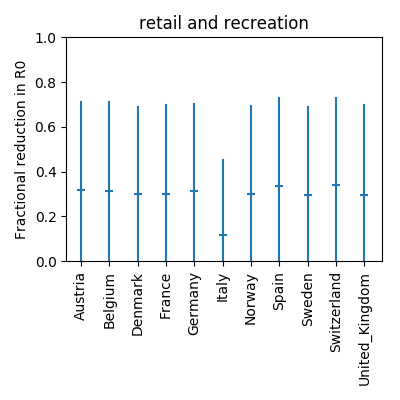 retail and recreation
Fractional reduction in R0
1.0
0.8
0.6
0.4
0.2
0.0
Austria
Belgium
Denmark
France
Germany
Italy
Norway
Spain
Sweden
Switzerland
United_Kingdom